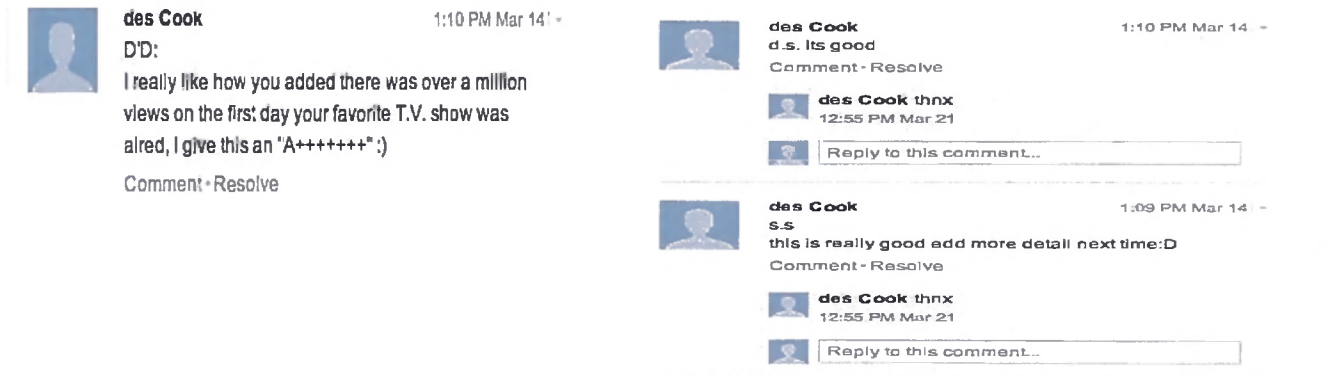 des Cook 1:10 PM Mar 14
D'D:
I really like how you added there was over a million
views on the first day your favorite T.V. show was
aired, I give this an "A+++++++" :)
Comment · Resolve
des Cook 1:10 PM Mar 14
d.s. Its good
Comment - Resolve
des Cook thnx
12:55 PM Mar 21
Reply to this comment...
des Cook 1:09 PM Mar 14
s.s
this is really good add more detail next time:D
Comment - Resolve
des Cook thnx
12:55 PM Mar 21
Reply to this comment...